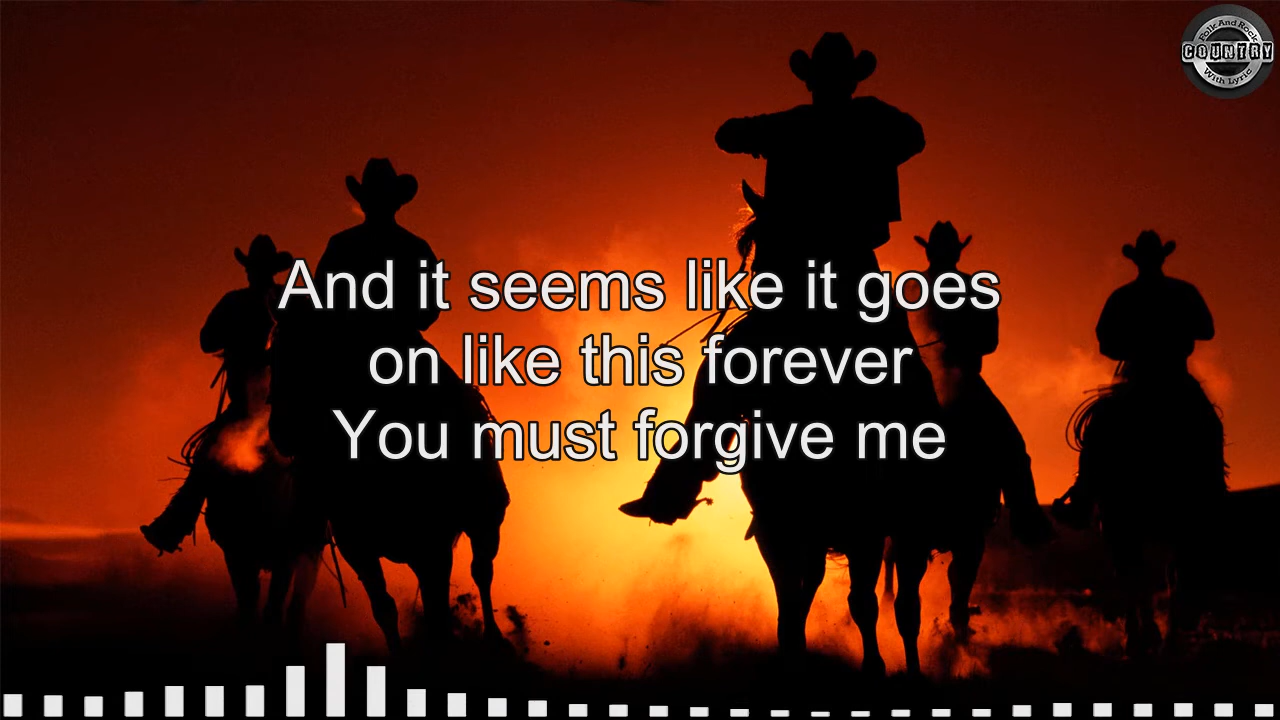 Folk And Rock
COUNTRY
With Lyric
And it seems like it goes
on like this forever
You must forgive me